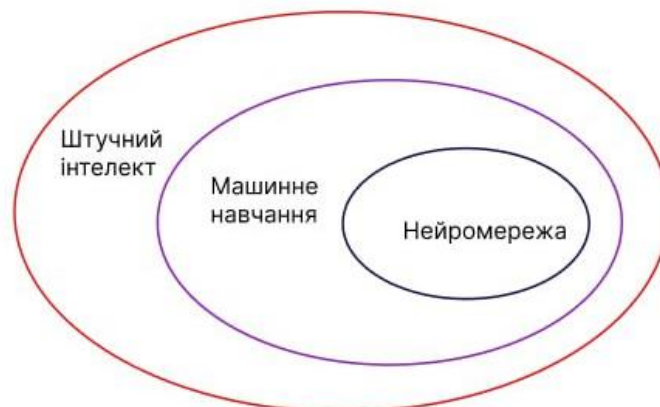 Штучний
інтелект
Машинне
навчання
Нейромережа